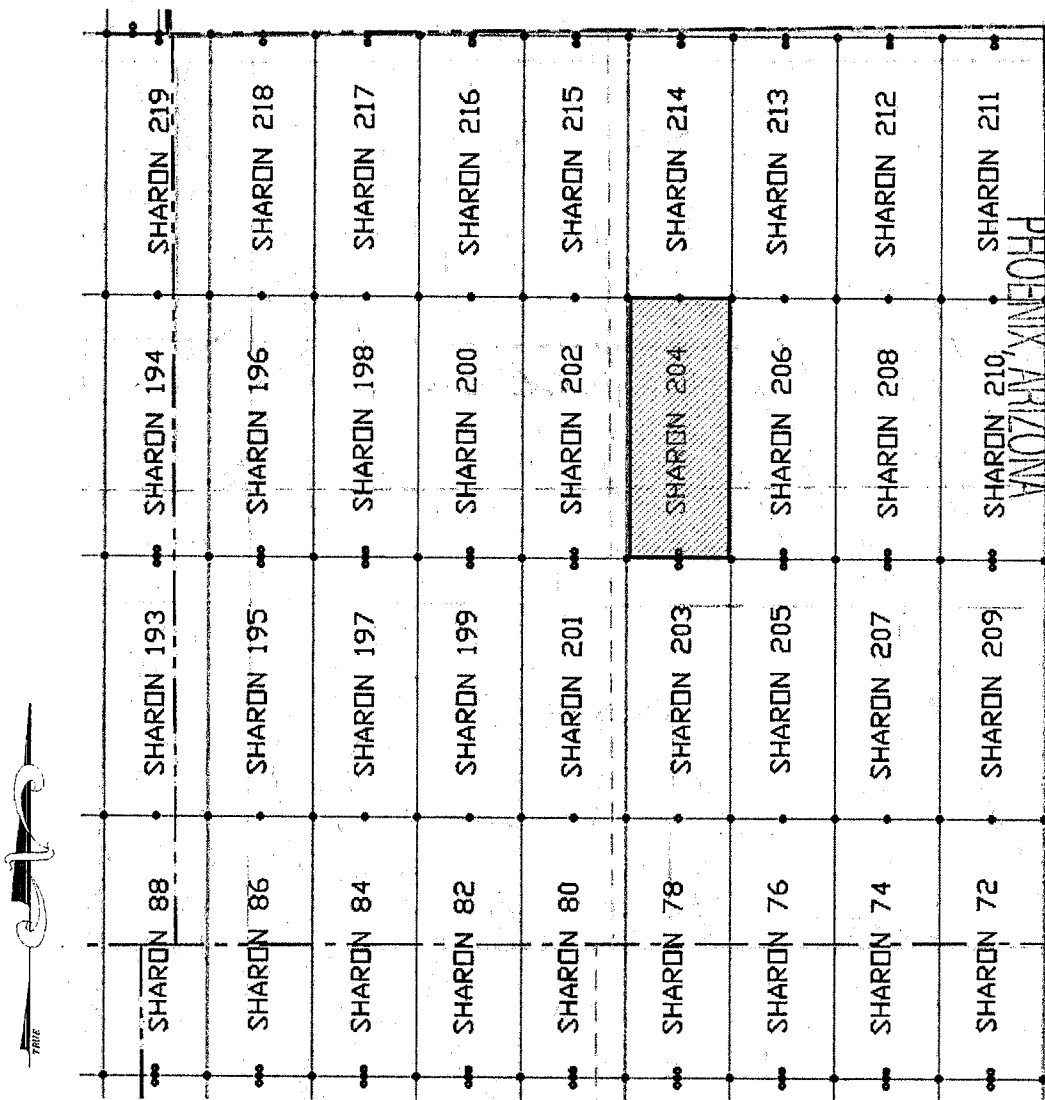 SHARON 219
SHARON 218
SHARON 217
SHARON 216
SHARON 215
SHARON 214
SHARON 213
SHARON 212
SHARON 211
PHOENIX, ARIZONA
SHARON 194
SHARON 196
SHARON 198
SHARON 200
SHARON 202
SHARON 204
SHARON 206
SHARON 208
SHARON 210
SHARON 193
SHARON 195
SHARON 197
SHARON 199
SHARON 201
SHARON 203
SHARON 205
SHARON 207
SHARON 209
SHARON 88
SHARON 86
SHARON 84
SHARON 82
SHARON 80
SHARON 78
SHARON 76
SHARON 74
SHARON 72
TRUE